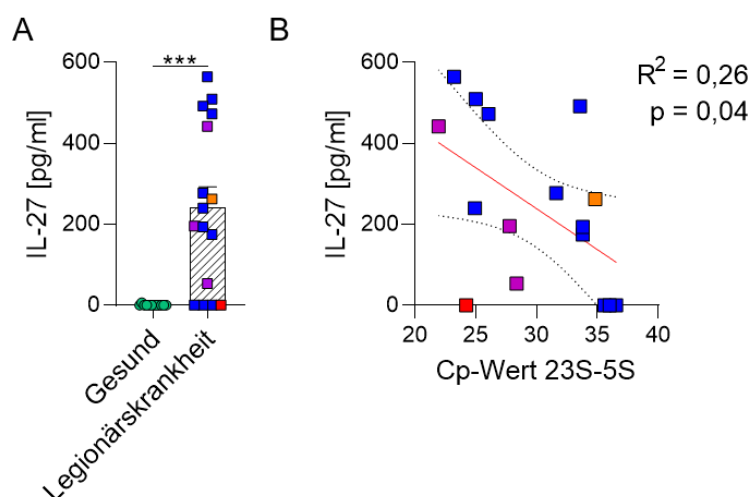 A
IL-27 [pg/ml]
600
400
200
0
***
Gesund
Legionärskrankheit
B
IL-27 [pg/ml]
600
400
200
0
20
25
30
35
40
Cp-Wert 23S-5S
R² = 0,26
p = 0,04